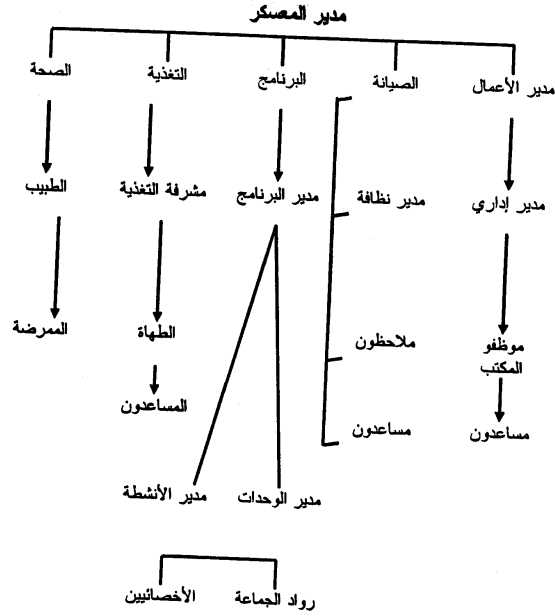 مدير المعسكر
مدير الأعمال
الصيانة
البرنامج
التغذية
الصحة
مدير إداري
مدير نظافة
مدير البرنامج
مشرفة التغذية
الطبيب
موظفو
المكتب
ملاحظون
الطهاة
الممرضة
مساعدون
مساعدون
المساعدون
مدير الوحدات
مدير الأنشطة
رواد الجماعة
الأخصائيين